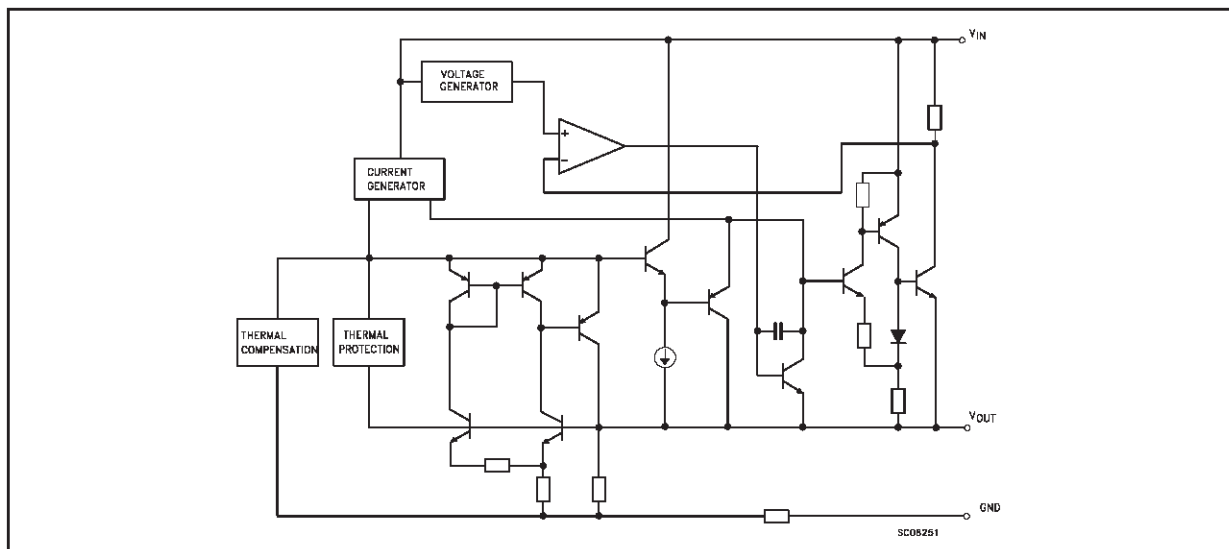 VIN
VOLTAGE
GENERATOR
+
−
CURRENT
GENERATOR
THERMAL
COMPENSATION
THERMAL
PROTECTION
VOUT
GND
SC08251